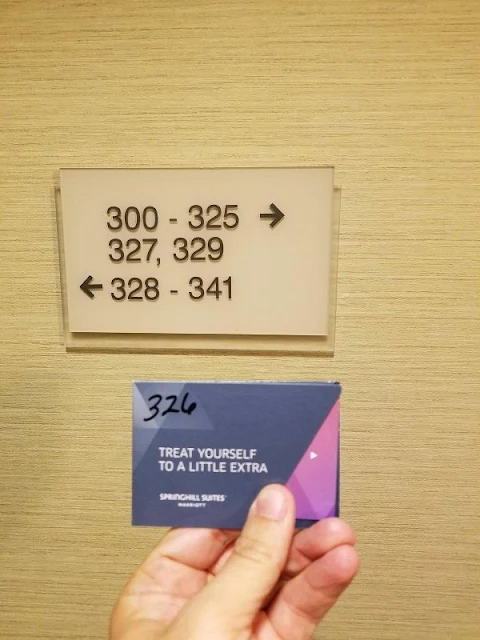 300 - 325 →
327, 329
← 328 - 341
326
TREAT YOURSELF
TO A LITTLE EXTRA
SPRINGHILL SUITES
MARRIOTT